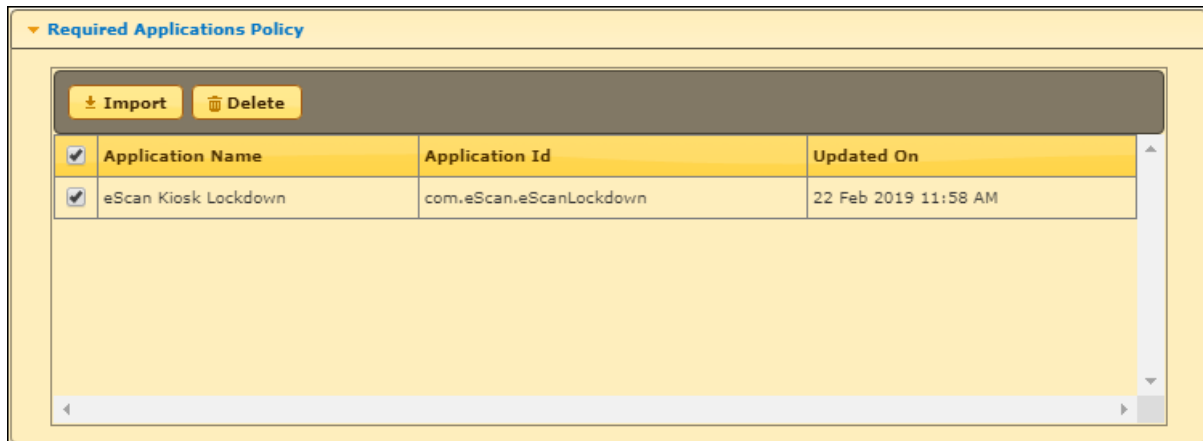 Required Applications Policy
Import Delete
Application Name Application Id Updated On
eScan Kiosk Lockdown com.eScan.eScanLockdown 22 Feb 2019 11:58 AM